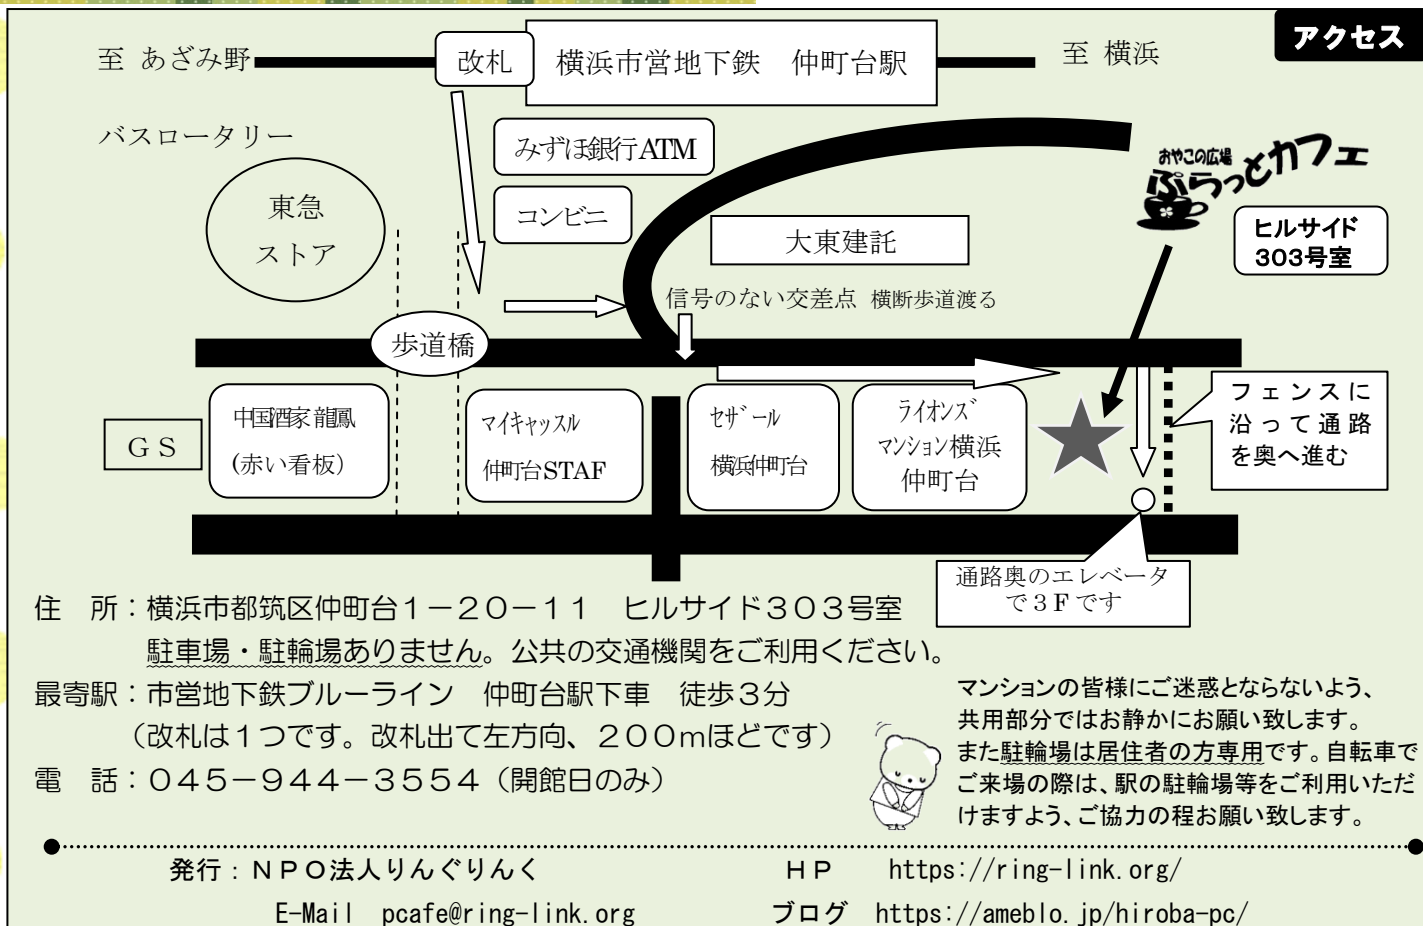 アクセス
至 あざみ野
改札
横浜市営地下鉄　仲町台駅
至 横浜
バスロータリー
みずほ銀行ATM
東急
ストア
コンビニ
大東建託
おやこの広場
ぷらっとカフェ
ヒルサイド
303号室
信号のない交差点 横断歩道渡る
歩道橋
ＧＳ
中国酒家 龍鳳
(赤い看板）
マイキャッスル
仲町台STAF
セザール
横浜仲町台
ライオンズ
マンション横浜
仲町台
フェンスに
沿って通路
を奥へ進む
通路奥のエレベータ
で３Ｆです
住　所：横浜市都筑区仲町台１－２０－１１　ヒルサイド３０３号室
駐車場・駐輪場ありません。公共の交通機関をご利用ください。
最寄駅：市営地下鉄ブルーライン　仲町台駅下車　徒歩３分
（改札は１つです。改札出て左方向、２００ｍほどです）
電　話：０４５－９４４－３５５４（開館日のみ）
マンションの皆様にご迷惑とならないよう、
共用部分ではお静かにお願い致します。
また駐輪場は居住者の方専用です。自転車で
ご来場の際は、駅の駐輪場等をご利用いただ
けますよう、ご協力の程お願い致します。
発行：ＮＰＯ法人りんぐりんく
ＨＰ　https://ring-link.org/
E-Mail　pcafe@ring-link.org
ブログ　https://ameblo.jp/hiroba-pc/